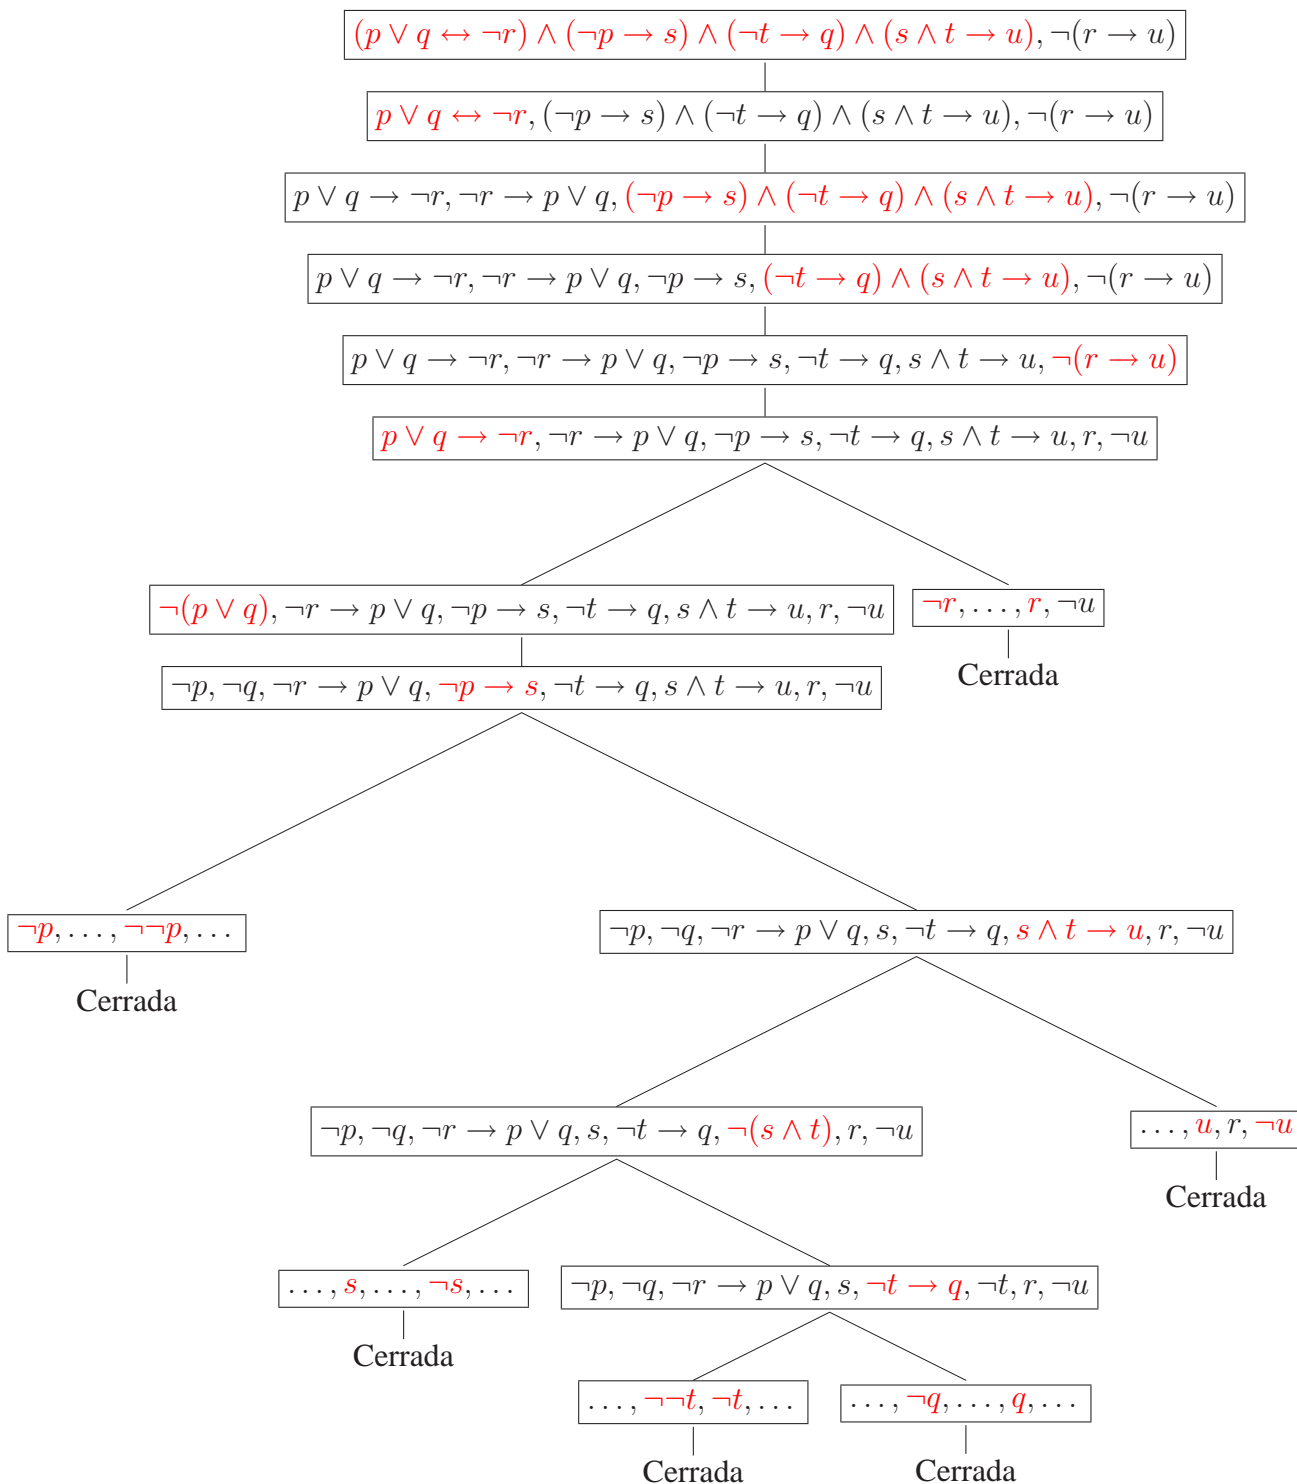 (p ∨ q ↔ ¬r) ∧ (¬p → s) ∧ (¬t → q) ∧ (s ∧ t → u), ¬(r → u)
p ∨ q ↔ ¬r, (¬p → s) ∧ (¬t → q) ∧ (s ∧ t → u), ¬(r → u)
p ∨ q → ¬r, ¬r → p ∨ q, (¬p → s) ∧ (¬t → q) ∧ (s ∧ t → u), ¬(r → u)
p ∨ q → ¬r, ¬r → p ∨ q, ¬p → s, (¬t → q) ∧ (s ∧ t → u), ¬(r → u)
p ∨ q → ¬r, ¬r → p ∨ q, ¬p → s, ¬t → q, s ∧ t → u, ¬(r → u)
p ∨ q → ¬r, ¬r → p ∨ q, ¬p → s, ¬t → q, s ∧ t → u, r, ¬u
¬(p ∨ q), ¬r → p ∨ q, ¬p → s, ¬t → q, s ∧ t → u, r, ¬u
¬r, . . . , r, ¬u
Cerrada
¬p, ¬q, ¬r → p ∨ q, ¬p → s, ¬t → q, s ∧ t → u, r, ¬u
¬p, . . . , ¬¬p, . . .
Cerrada
¬p, ¬q, ¬r → p ∨ q, s, ¬t → q, s ∧ t → u, r, ¬u
¬p, ¬q, ¬r → p ∨ q, s, ¬t → q, ¬(s ∧ t), r, ¬u
. . . , u, r, ¬u
Cerrada
. . . , s, . . . , ¬s, . . .
Cerrada
¬p, ¬q, ¬r → p ∨ q, s, ¬t → q, ¬t, r, ¬u
. . . , ¬¬t, ¬t, . . .
Cerrada
. . . , ¬q, . . . , q, . . .
Cerrada